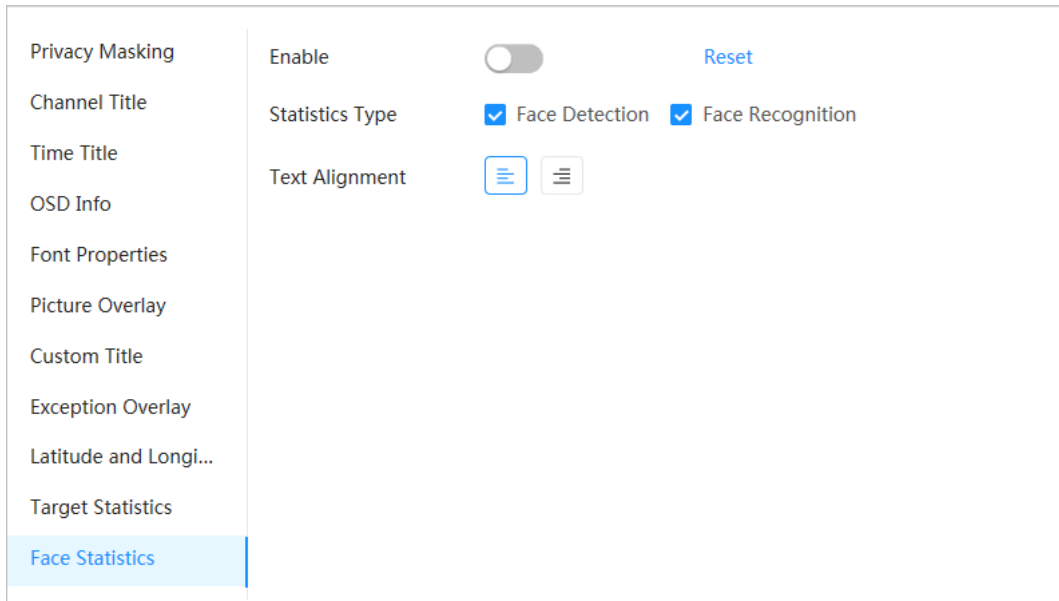 Privacy Masking
Channel Title
Time Title
OSD Info
Font Properties
Picture Overlay
Custom Title
Exception Overlay
Latitude and Longi...
Target Statistics
Face Statistics
Enable Reset
Statistics Type Face Detection Face Recognition
Text Alignment